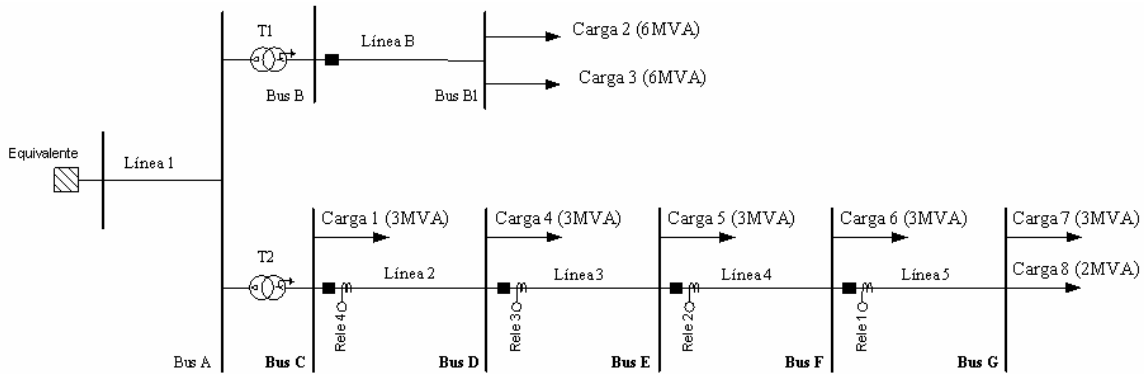 T1
Línea B
Carga 2 (6MVA)
Carga 3 (6MVA)
Bus B
Bus B1
Equivalente
Línea 1
Carga 1 (3MVA)
Carga 4 (3MVA)
Carga 5 (3MVA)
Carga 6 (3MVA)
Carga 7 (3MVA)
T2
Línea 2
Línea 3
Línea 4
Línea 5
Carga 8 (2MVA)
Rele 4
Rele 3
Rele 2
Rele 1
Bus A
Bus C
Bus D
Bus E
Bus F
Bus G